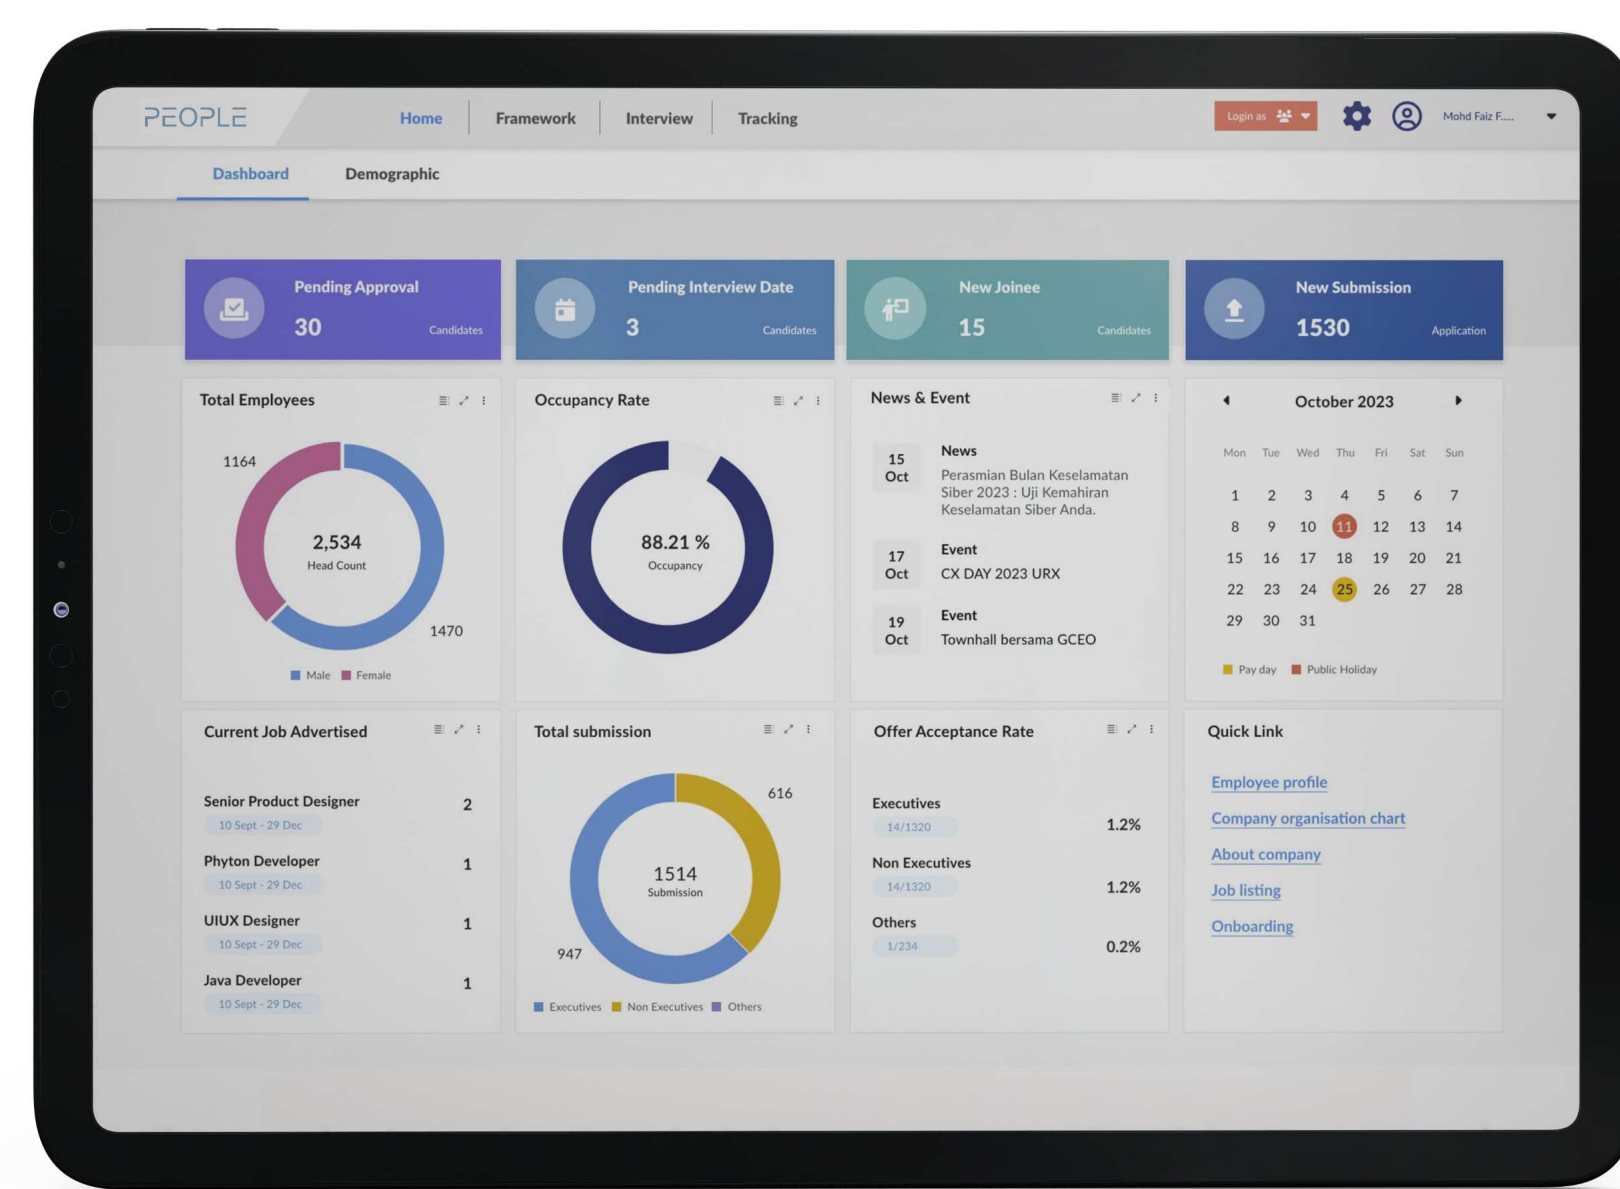 PEOPLE
Home
Framework
Interview
Tracking
Login as
Mohd Faiz F.....
Dashboard
Demographic
Pending Approval
30
Candidates
Pending Interview Date
3
Candidates
New Joinee
15
Candidates
New Submission
1530
Application
Total Employees
1164
2,534
Head Count
1470
Male
Female
Occupancy Rate
88.21 %
Occupancy
News & Event
15
Oct
News
Perasmian Bulan Keselamatan
Siber 2023 : Uji Kemahiran
Keselamatan Siber Anda.
17
Oct
Event
CX DAY 2023 URX
19
Oct
Event
Townhall bersama GCEO
October 2023
Mon Tue Wed Thu Fri Sat Sun
1 2 3 4 5 6 7
8 9 10 11 12 13 14
15 16 17 18 19 20 21
22 23 24 25 26 27 28
29 30 31
Pay day
Public Holiday
Current Job Advertised
Senior Product Designer
2
10 Sept - 29 Dec
Phyton Developer
1
10 Sept - 29 Dec
UIUX Designer
1
10 Sept - 29 Dec
Java Developer
1
10 Sept - 29 Dec
Total submission
616
1514
Submission
947
Executives
Non Executives
Others
Offer Acceptance Rate
Executives
14/1320
1.2%
Non Executives
14/1320
1.2%
Others
1/234
0.2%
Quick Link
Employee profile
Company organisation chart
About company
Job listing
Onboarding